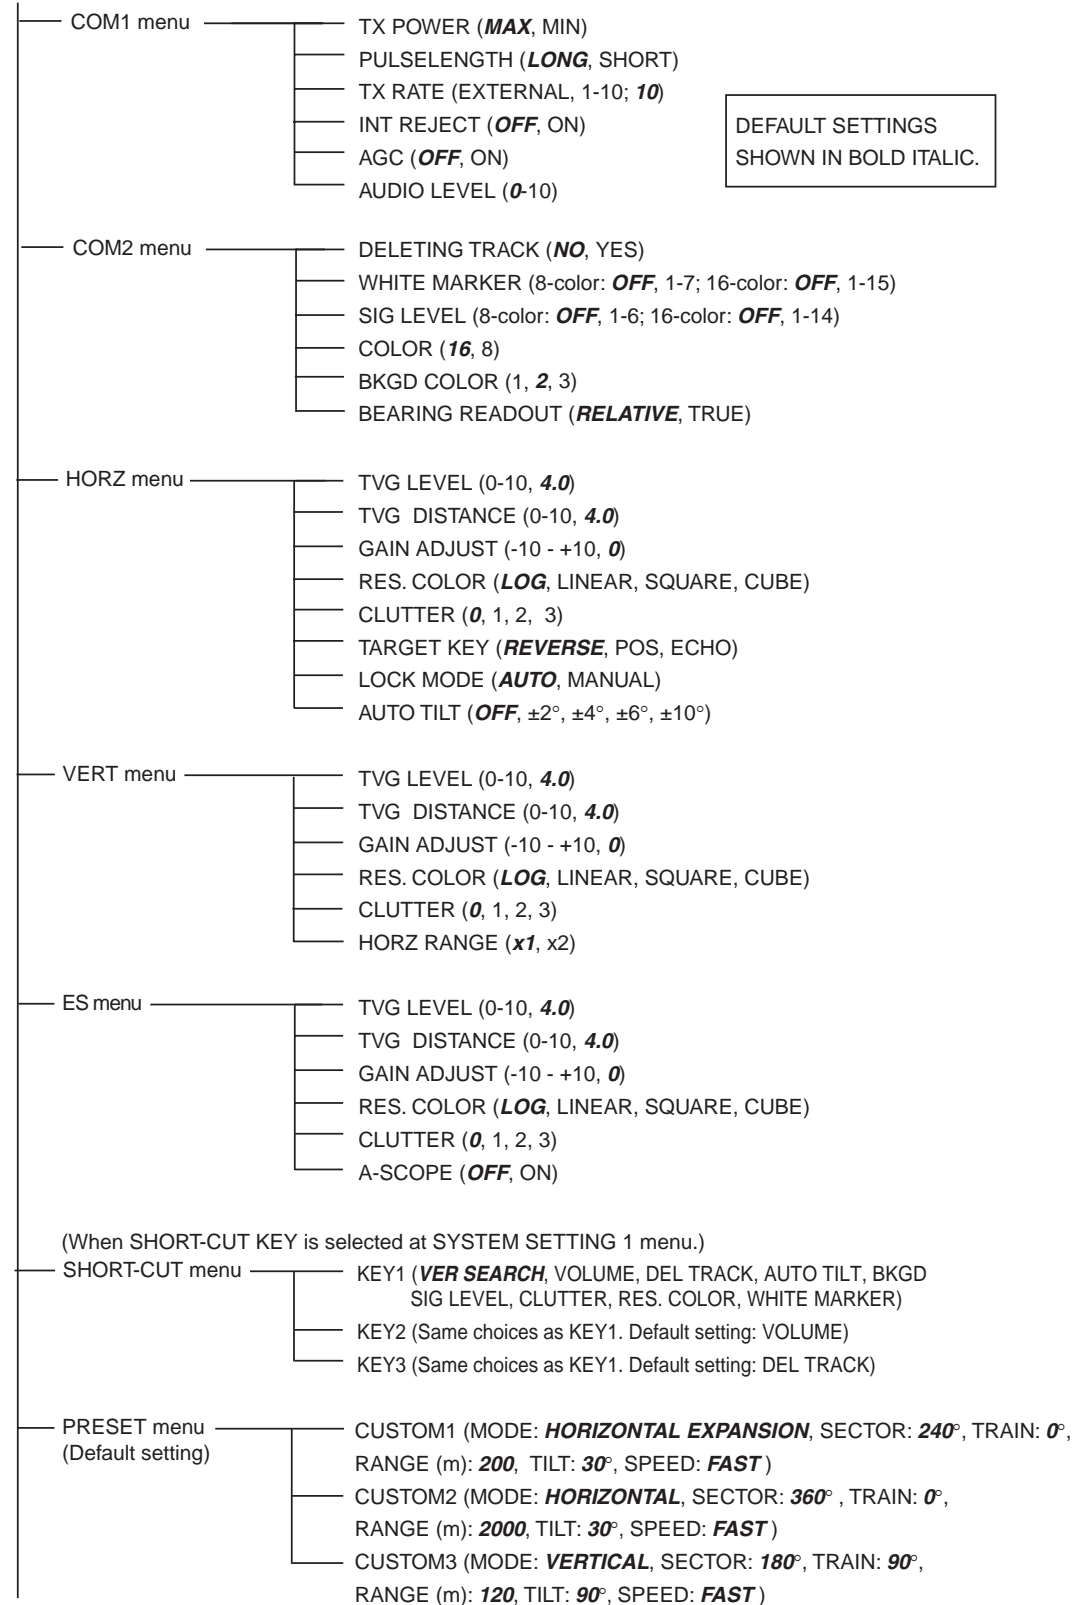 COM1 menu
TX POWER (MAX, MIN)
PULSELENGTH (LONG, SHORT)
TX RATE (EXTERNAL, 1-10; 10)
INT REJECT (OFF, ON)
AGC (OFF, ON)
AUDIO LEVEL (0-10)
DEFAULT SETTINGS
SHOWN IN BOLD ITALIC.
COM2 menu
DELETING TRACK (NO, YES)
WHITE MARKER (8-color: OFF, 1-7; 16-color: OFF, 1-15)
SIG LEVEL (8-color: OFF, 1-6; 16-color: OFF, 1-14)
COLOR (16, 8)
BKGD COLOR (1, 2, 3)
BEARING READOUT (RELATIVE, TRUE)
HORZ menu
TVG LEVEL (0-10, 4.0)
TVG DISTANCE (0-10, 4.0)
GAIN ADJUST (-10 - +10, 0)
RES. COLOR (LOG, LINEAR, SQUARE, CUBE)
CLUTTER (0, 1, 2, 3)
TARGET KEY (REVERSE, POS, ECHO)
LOCK MODE (AUTO, MANUAL)
AUTO TILT (OFF, ±2°, ±4°, ±6°, ±10°)
VERT menu
TVG LEVEL (0-10, 4.0)
TVG DISTANCE (0-10, 4.0)
GAIN ADJUST (-10 - +10, 0)
RES. COLOR (LOG, LINEAR, SQUARE, CUBE)
CLUTTER (0, 1, 2, 3)
HORZ RANGE (x1, x2)
ES menu
TVG LEVEL (0-10, 4.0)
TVG DISTANCE (0-10, 4.0)
GAIN ADJUST (-10 - +10, 0)
RES. COLOR (LOG, LINEAR, SQUARE, CUBE)
CLUTTER (0, 1, 2, 3)
A-SCOPE (OFF, ON)
(When SHORT-CUT KEY is selected at SYSTEM SETTING 1 menu.)
SHORT-CUT menu
KEY1 (VER SEARCH, VOLUME, DEL TRACK, AUTO TILT, BKGD
SIG LEVEL, CLUTTER, RES. COLOR, WHITE MARKER)
KEY2 (Same choices as KEY1. Default setting: VOLUME)
KEY3 (Same choices as KEY1. Default setting: DEL TRACK)
PRESET menu
(Default setting)
CUSTOM1 (MODE: HORIZONTAL EXPANSION, SECTOR: 240°, TRAIN: 0°,
RANGE (m): 200, TILT: 30°, SPEED: FAST )
CUSTOM2 (MODE: HORIZONTAL, SECTOR: 360° , TRAIN: 0°,
RANGE (m): 2000, TILT: 30°, SPEED: FAST )
CUSTOM3 (MODE: VERTICAL, SECTOR: 180°, TRAIN: 90°,
RANGE (m): 120, TILT: 90°, SPEED: FAST )